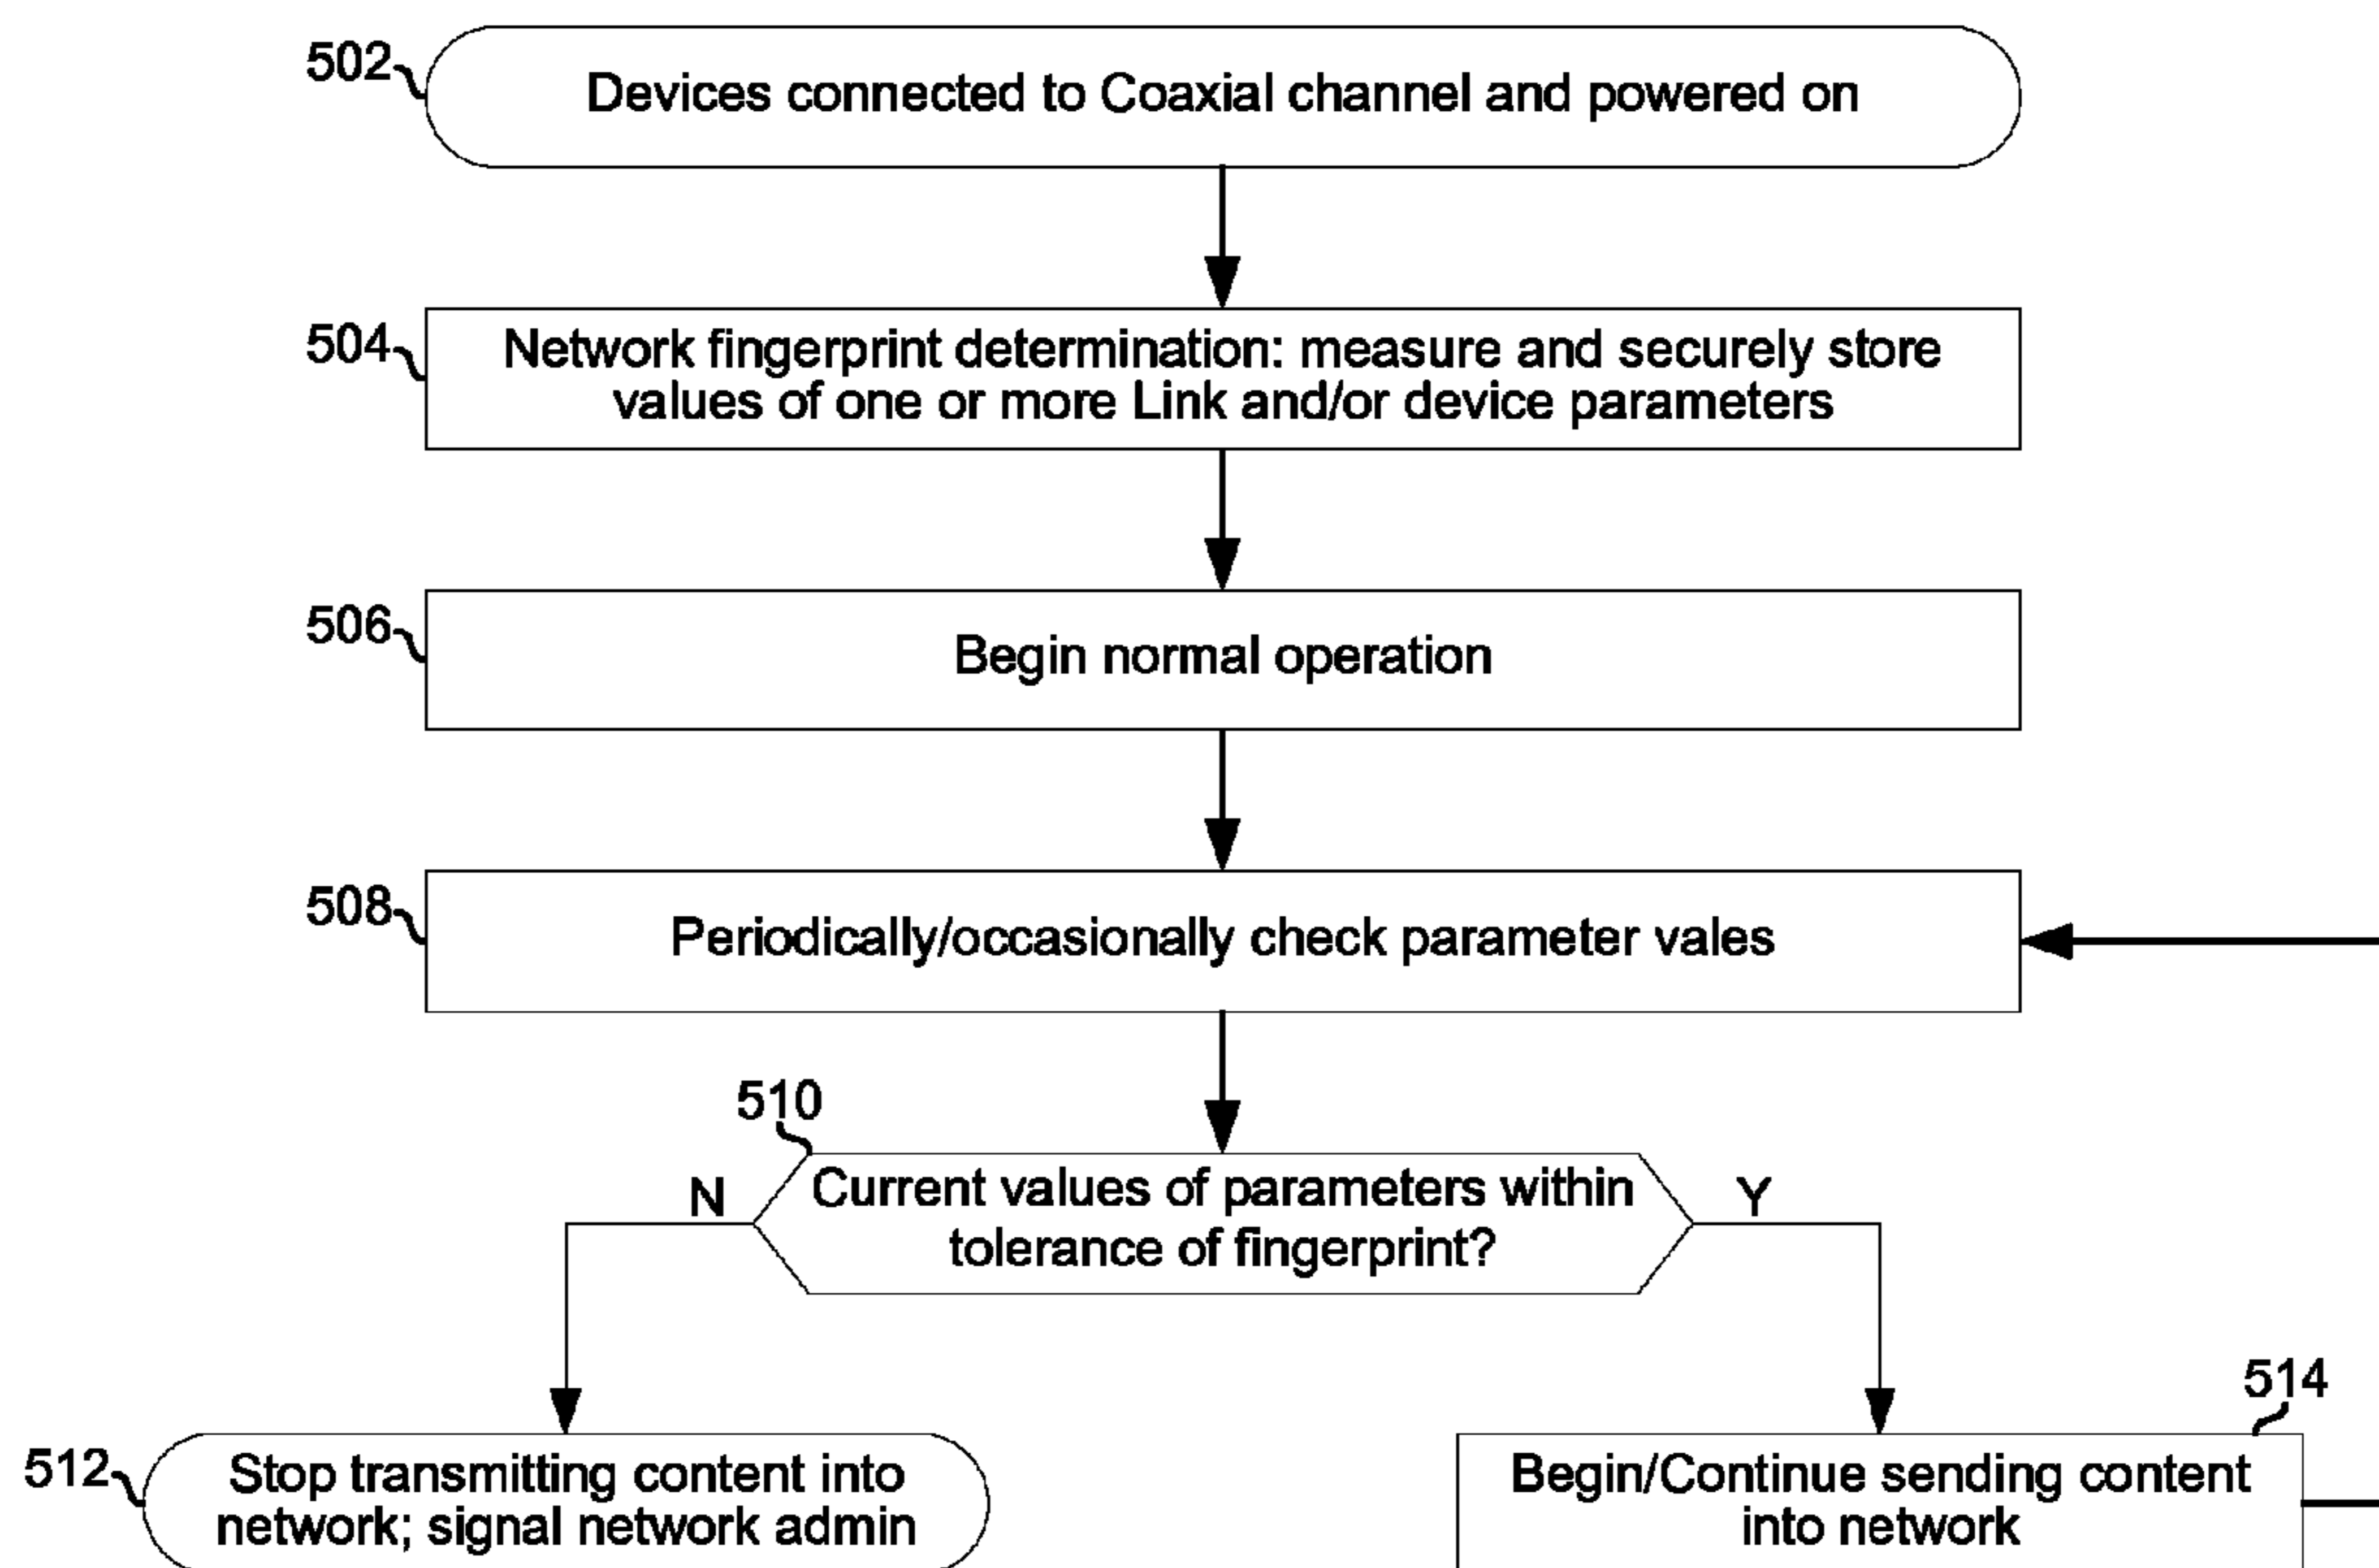 502
Devices connected to Coaxial channel and powered on
504
Network fingerprint determination: measure and securely store
values of one or more Link and/or device parameters
506
Begin normal operation
508
Periodically/occasionally check parameter vales
510
N
Current values of parameters within
tolerance of fingerprint?
Y
512
Stop transmitting content into
network; signal network admin
514
Begin/Continue sending content
into network